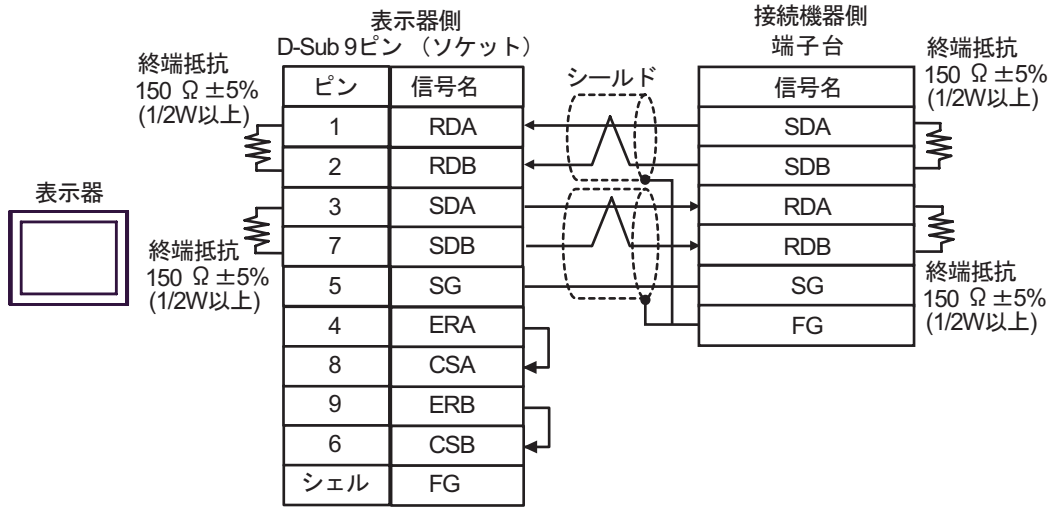 表示器側
D-Sub 9ピン （ソケット）
接続機器側
端子台
終端抵抗
150 Ω ±5%
(1/2W以上)
ピン 信号名
シールド
信号名
終端抵抗
150 Ω ±5%
(1/2W以上)
1 RDA SDA
2 RDB SDB
表示器
3 SDA RDA
7 SDB RDB
終端抵抗
150 Ω ±5%
(1/2W以上)
5 SG SG
終端抵抗
150 Ω ±5%
(1/2W以上)
4 ERA FG
8 CSA
9 ERB
6 CSB
シェル FG